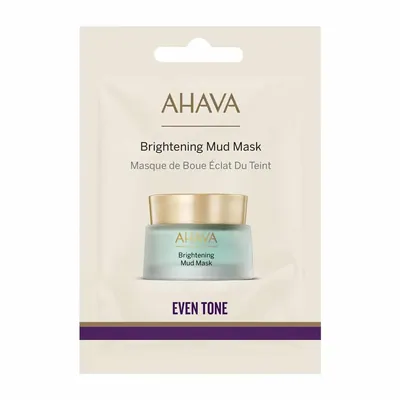 AHAVA
Brightening Mud Mask
Masque de Boue Éclat Du Teint
AHAVA
Brightening
Mud Mask
EVEN TONE